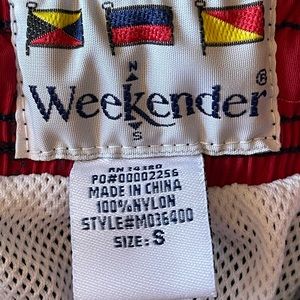 N
Weekender®
S
PO#00002256
MADE IN CHINA
100%NYLON
STYLE#M036400
SIZE: S